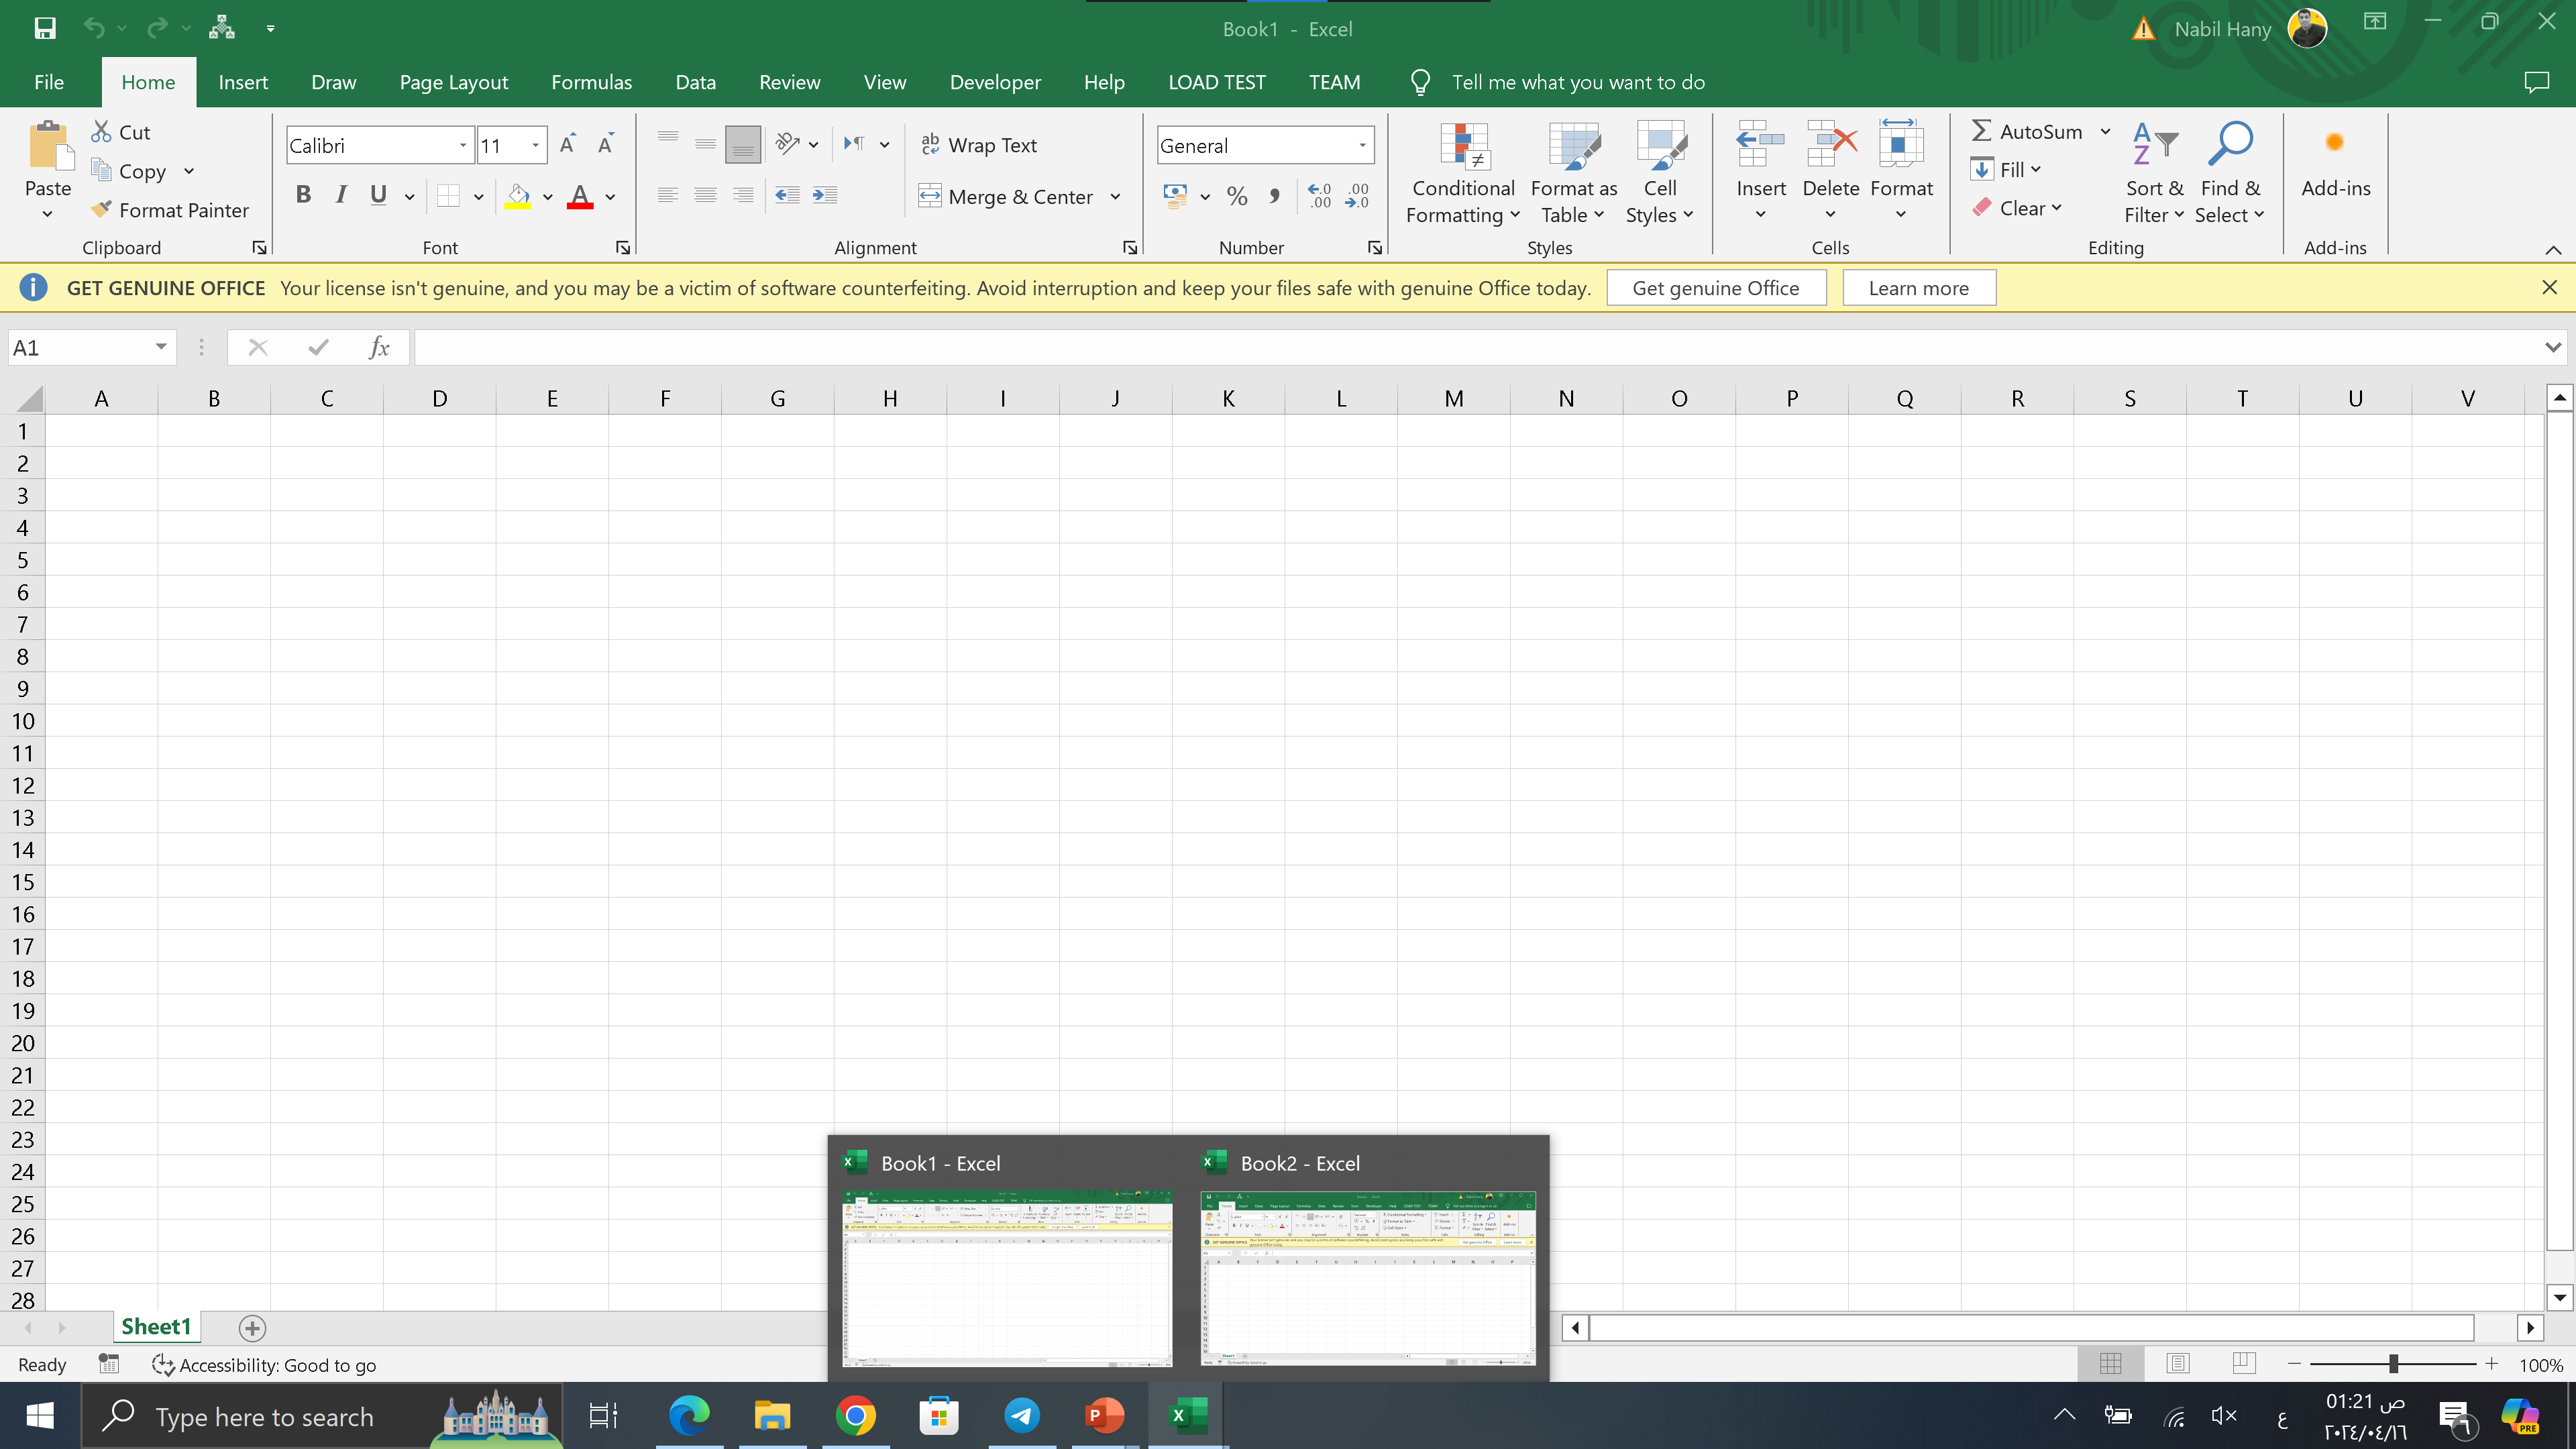 Book1 - Excel
Nabil Hany
File Home Insert Draw Page Layout Formulas Data Review View Developer Help LOAD TEST TEAM Tell me what you want to do
Paste
Cut
Copy
Format Painter
Clipboard
Calibri 11
B I U A
Font
Wrap Text
Merge & Center
Alignment
General
%
Number
Conditional Formatting
Format as Table
Cell Styles
Styles
Insert Delete Format
Cells
AutoSum
Fill
Clear
Sort & Filter
Find & Select
Editing
Add-ins
Add-ins
GET GENUINE OFFICE Your license isn't genuine, and you may be a victim of software counterfeiting. Avoid interruption and keep your files safe with genuine Office today. Get genuine Office Learn more
A1 fx
A B C D E F G H I J K L M N O P Q R S T U V
1
2
3
4
5
6
7
8
9
10
11
12
13
14
15
16
17
18
19
20
21
22
23
24
25
26
27
28
Book1 - Excel Book2 - Excel
Sheet1
Ready Accessibility: Good to go 100%
Type here to search
ع
01:21 ص
٢٠٢٤/٠٤/١٦
٦
PRE